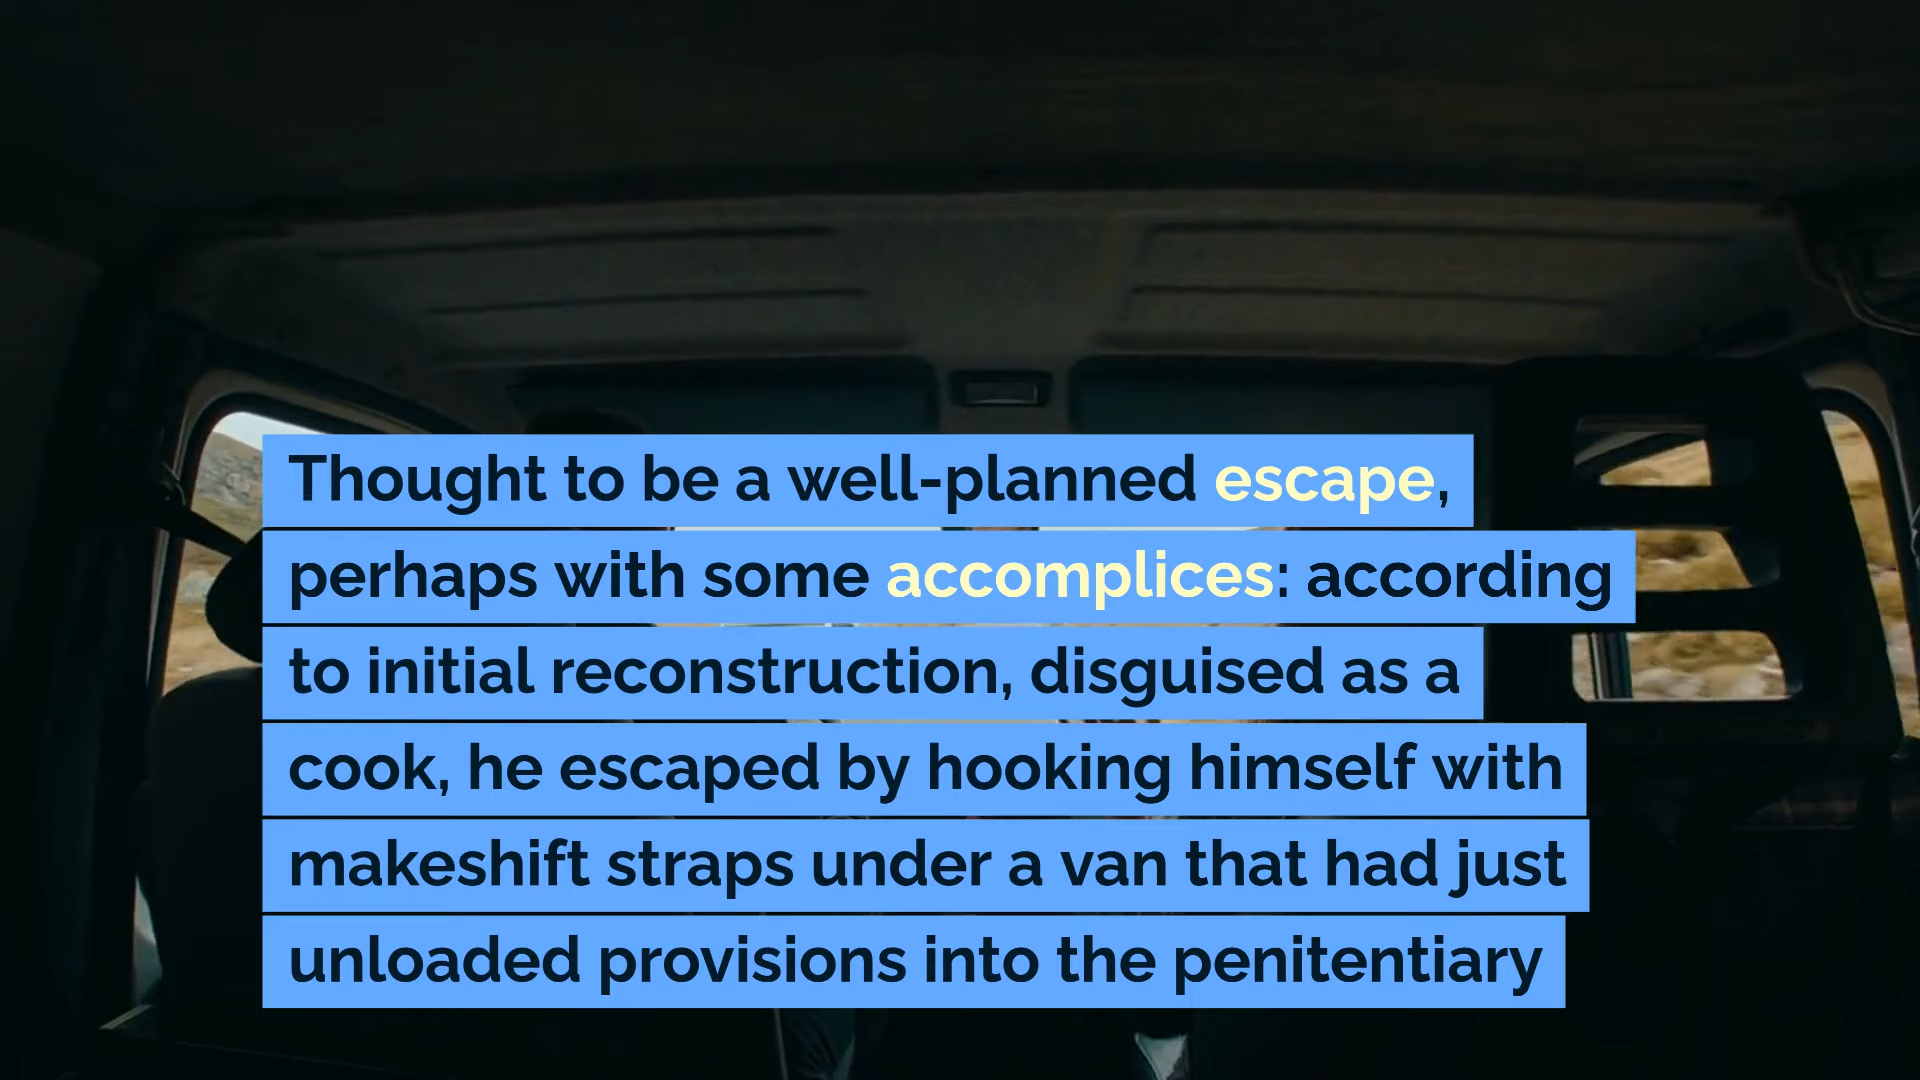 Thought to be a well-planned escape,
perhaps with some accomplices: according
to initial reconstruction, disguised as a
cook, he escaped by hooking himself with
makeshift straps under a van that had just
unloaded provisions into the penitentiary